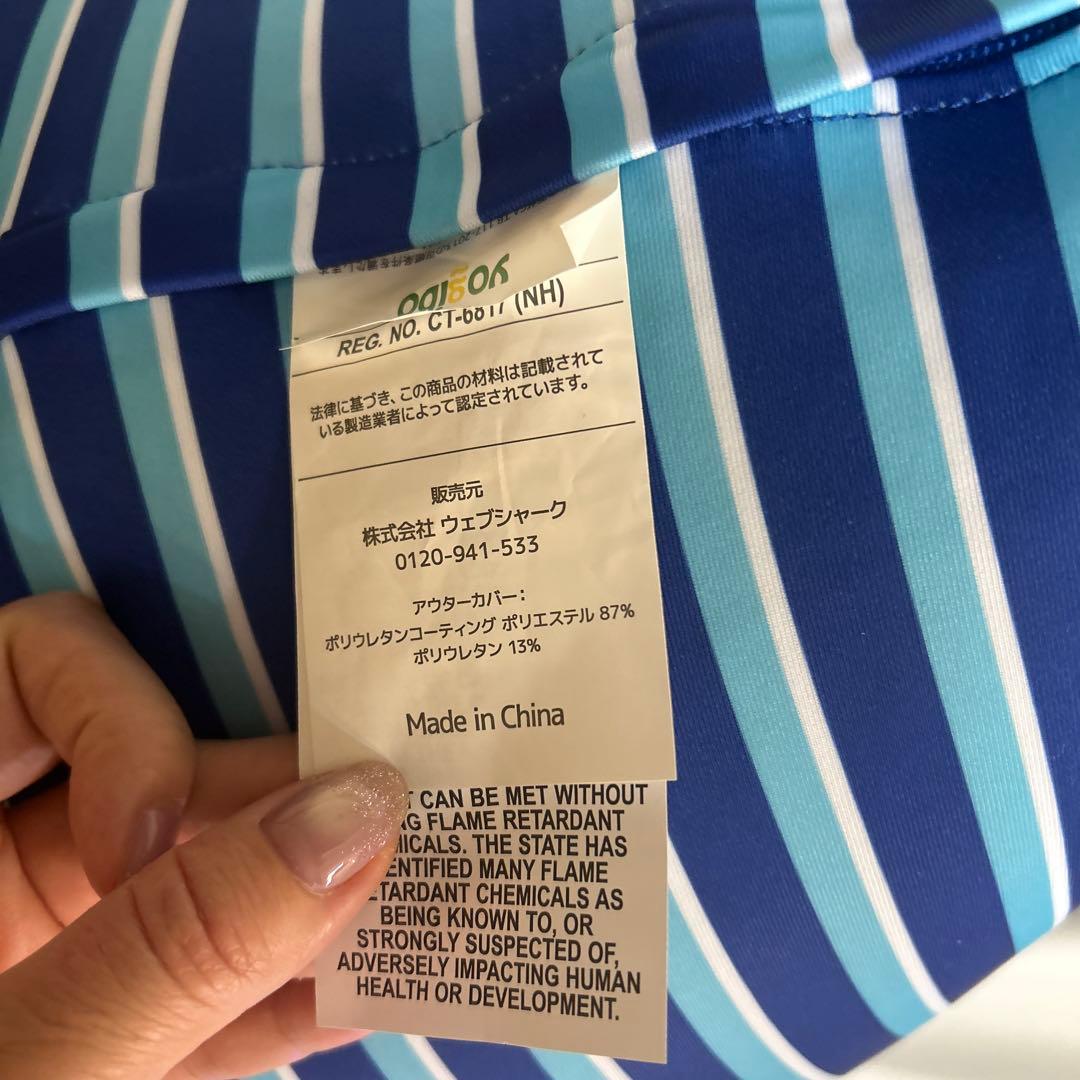 yogibo
REG. NO. CT-6817 (NH)
法律に基づき、この商品の材料は記載されて
いる製造業者によって認定されています。
販売元
株式会社 ウェブシャーク
0120-941-533
アウターカバー：
ポリウレタンコーティング ポリエステル 87%
ポリウレタン 13%
Made in China
T CAN BE MET WITHOUT
NG FLAME RETARDANT
MICALS. THE STATE HAS
ENTIFIED MANY FLAME
ETARDANT CHEMICALS AS
BEING KNOWN TO, OR
STRONGLY SUSPECTED OF,
ADVERSELY IMPACTING HUMAN
HEALTH OR DEVELOPMENT.